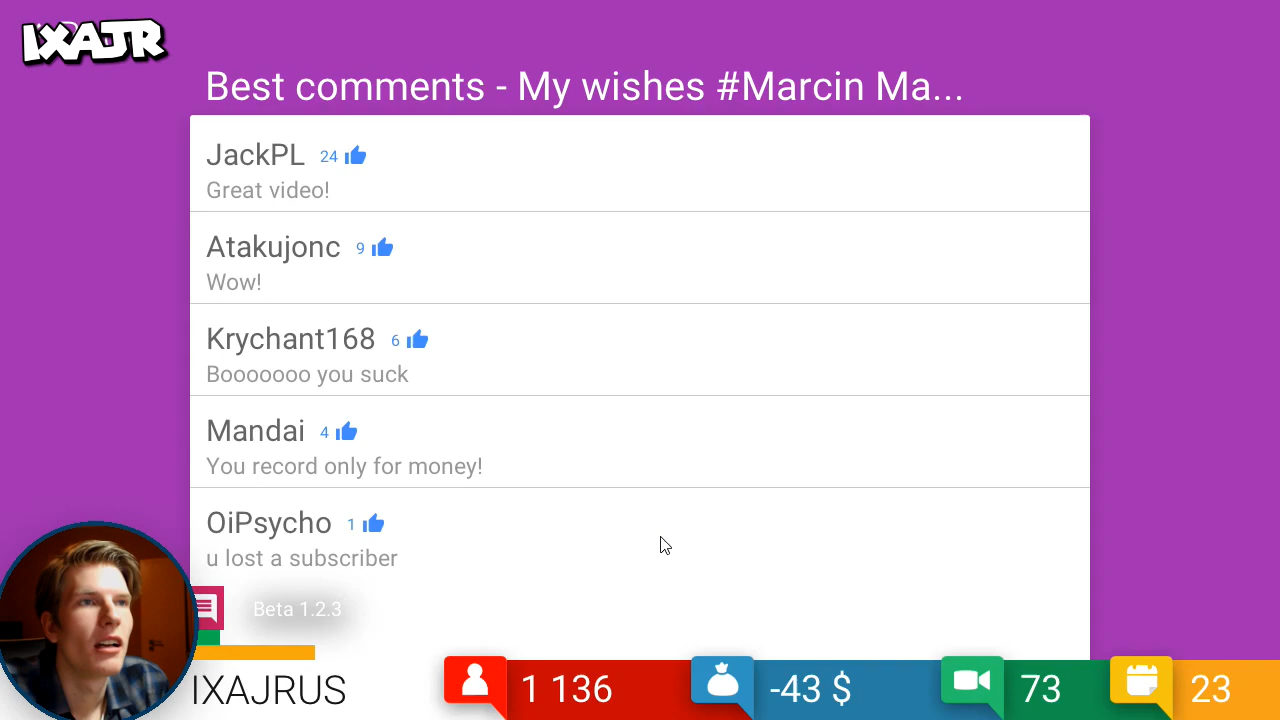 IXAJR
Best comments - My wishes #Marcin Ma...
JackPL 24
Great video!
Atakujonc 9
Wow!
Krychant168 6
Booooooo you suck
Mandai 4
You record only for money!
OiPsycho 1
u lost a subscriber
Beta 1.2.3
IXAJRUS 1 136 -43 $ 73 23